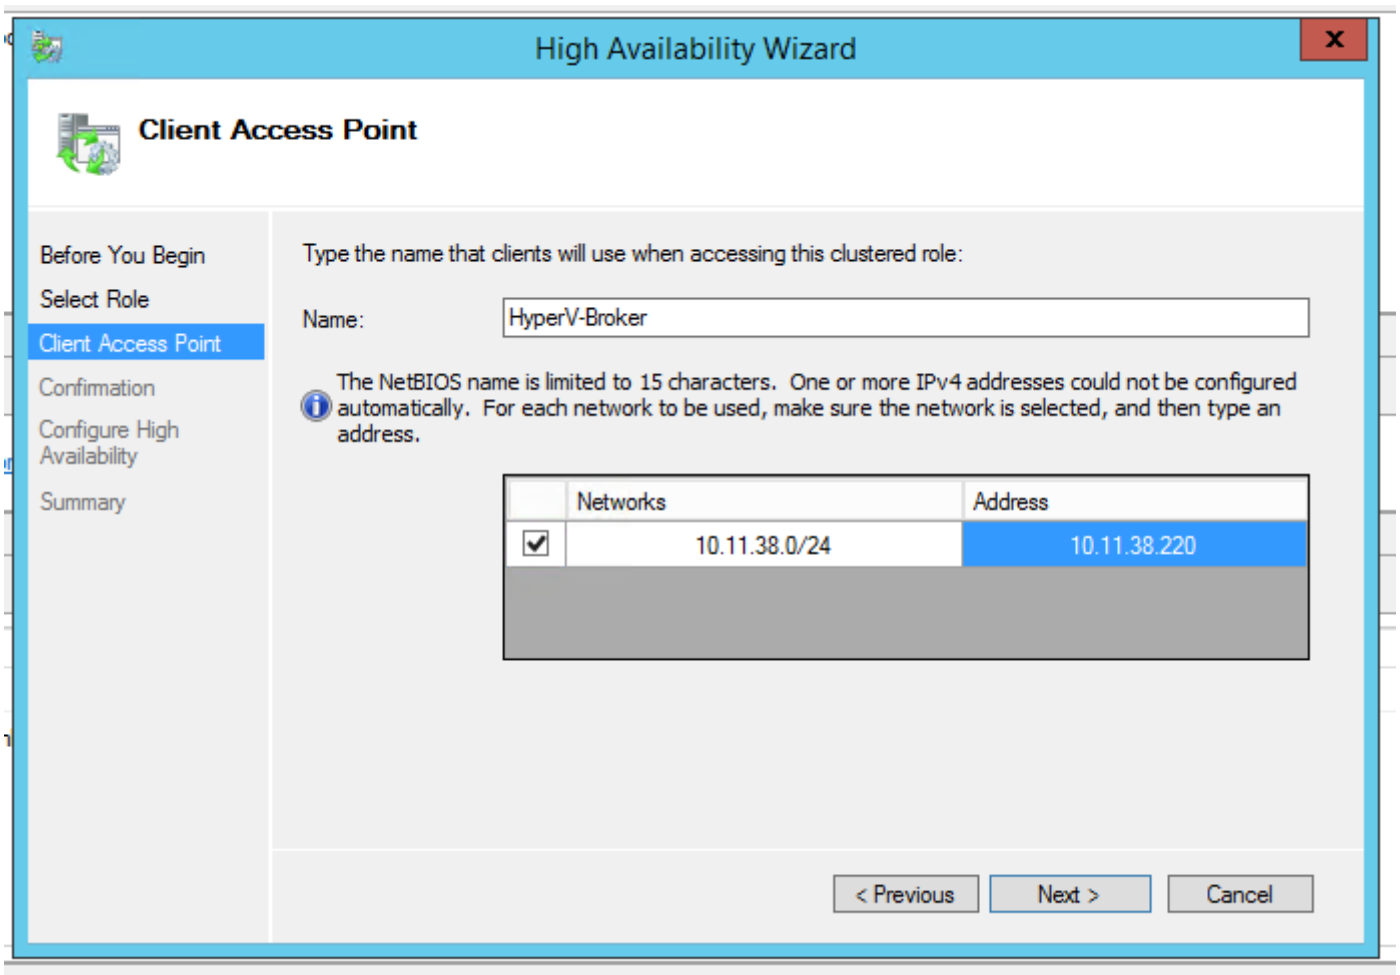 High Availability Wizard
x
Client Access Point
Before You Begin
Select Role
Client Access Point
Confirmation
Configure High
Availability
Summary
Type the name that clients will use when accessing this clustered role:
Name:
HyperV-Broker
The NetBIOS name is limited to 15 characters. One or more IPv4 addresses could not be configured
automatically. For each network to be used, make sure the network is selected, and then type an
address.
Networks Address
10.11.38.0/24 10.11.38.220
< Previous Next > Cancel